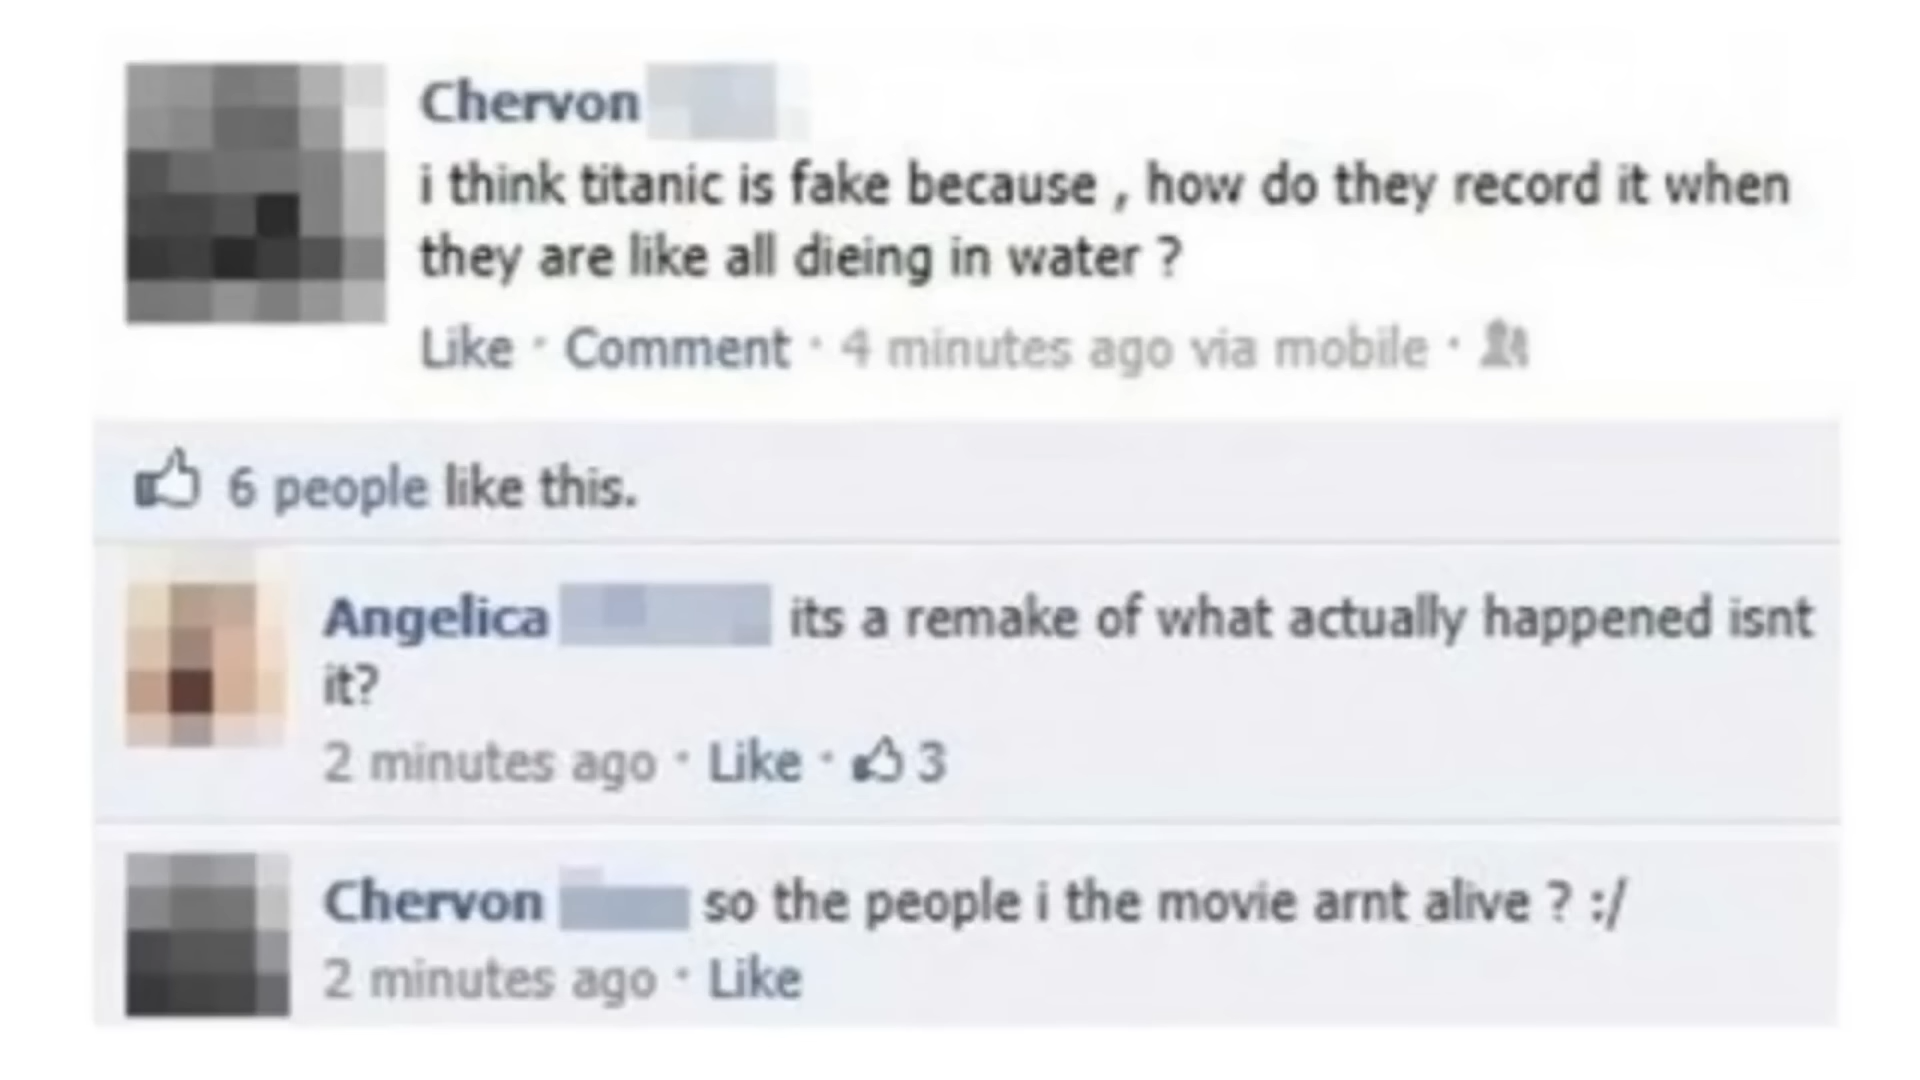 Chervon
i think titanic is fake because , how do they record it when
they are like all dieing in water ?
Like · Comment · 4 minutes ago via mobile ·
6 people like this.
Angelica its a remake of what actually happened isnt
it?
2 minutes ago · Like · 3
Chervon so the people i the movie arnt alive ? :/
2 minutes ago · Like